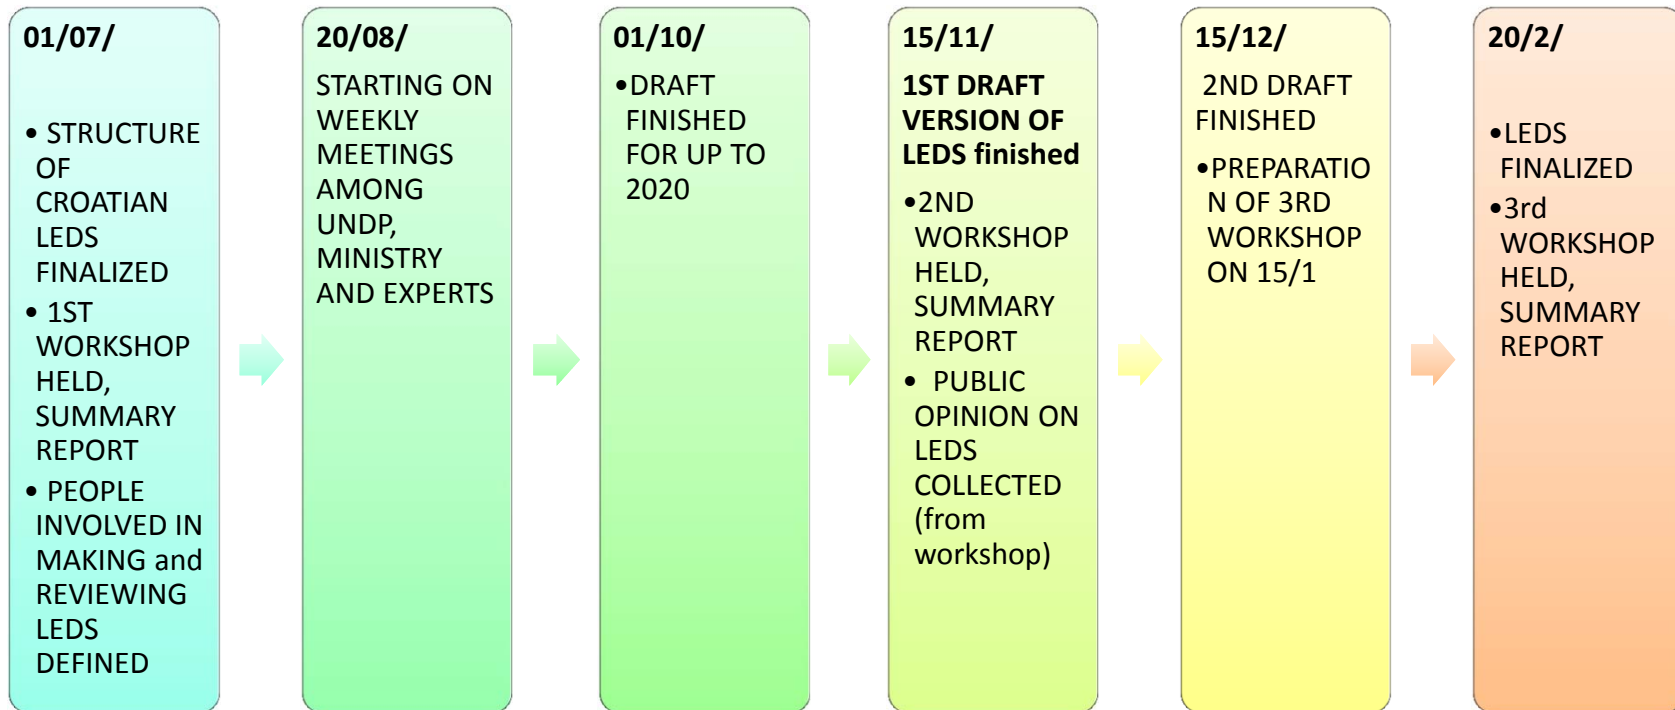 01/07/
• STRUCTURE
OF
CROATIAN
LEDS
FINALIZED
• 1ST
WORKSHOP
HELD,
SUMMARY
REPORT
• PEOPLE
INVOLVED IN
MAKING and
REVIEWING
LEDS
DEFINED
20/08/
STARTING ON
WEEKLY
MEETINGS
AMONG
UNDP,
MINISTRY
AND EXPERTS
01/10/
•DRAFT
FINISHED
FOR UP TO
2020
15/11/
1ST DRAFT
VERSION OF
LEDS finished
•2ND
WORKSHOP
HELD,
SUMMARY
REPORT
• PUBLIC
OPINION ON
LEDS
COLLECTED
(from
workshop)
15/12/
2ND DRAFT
FINISHED
•PREPARATIO
N OF 3RD
WORKSHOP
ON 15/1
20/2/
•LEDS
FINALIZED
•3rd
WORKSHOP
HELD,
SUMMARY
REPORT